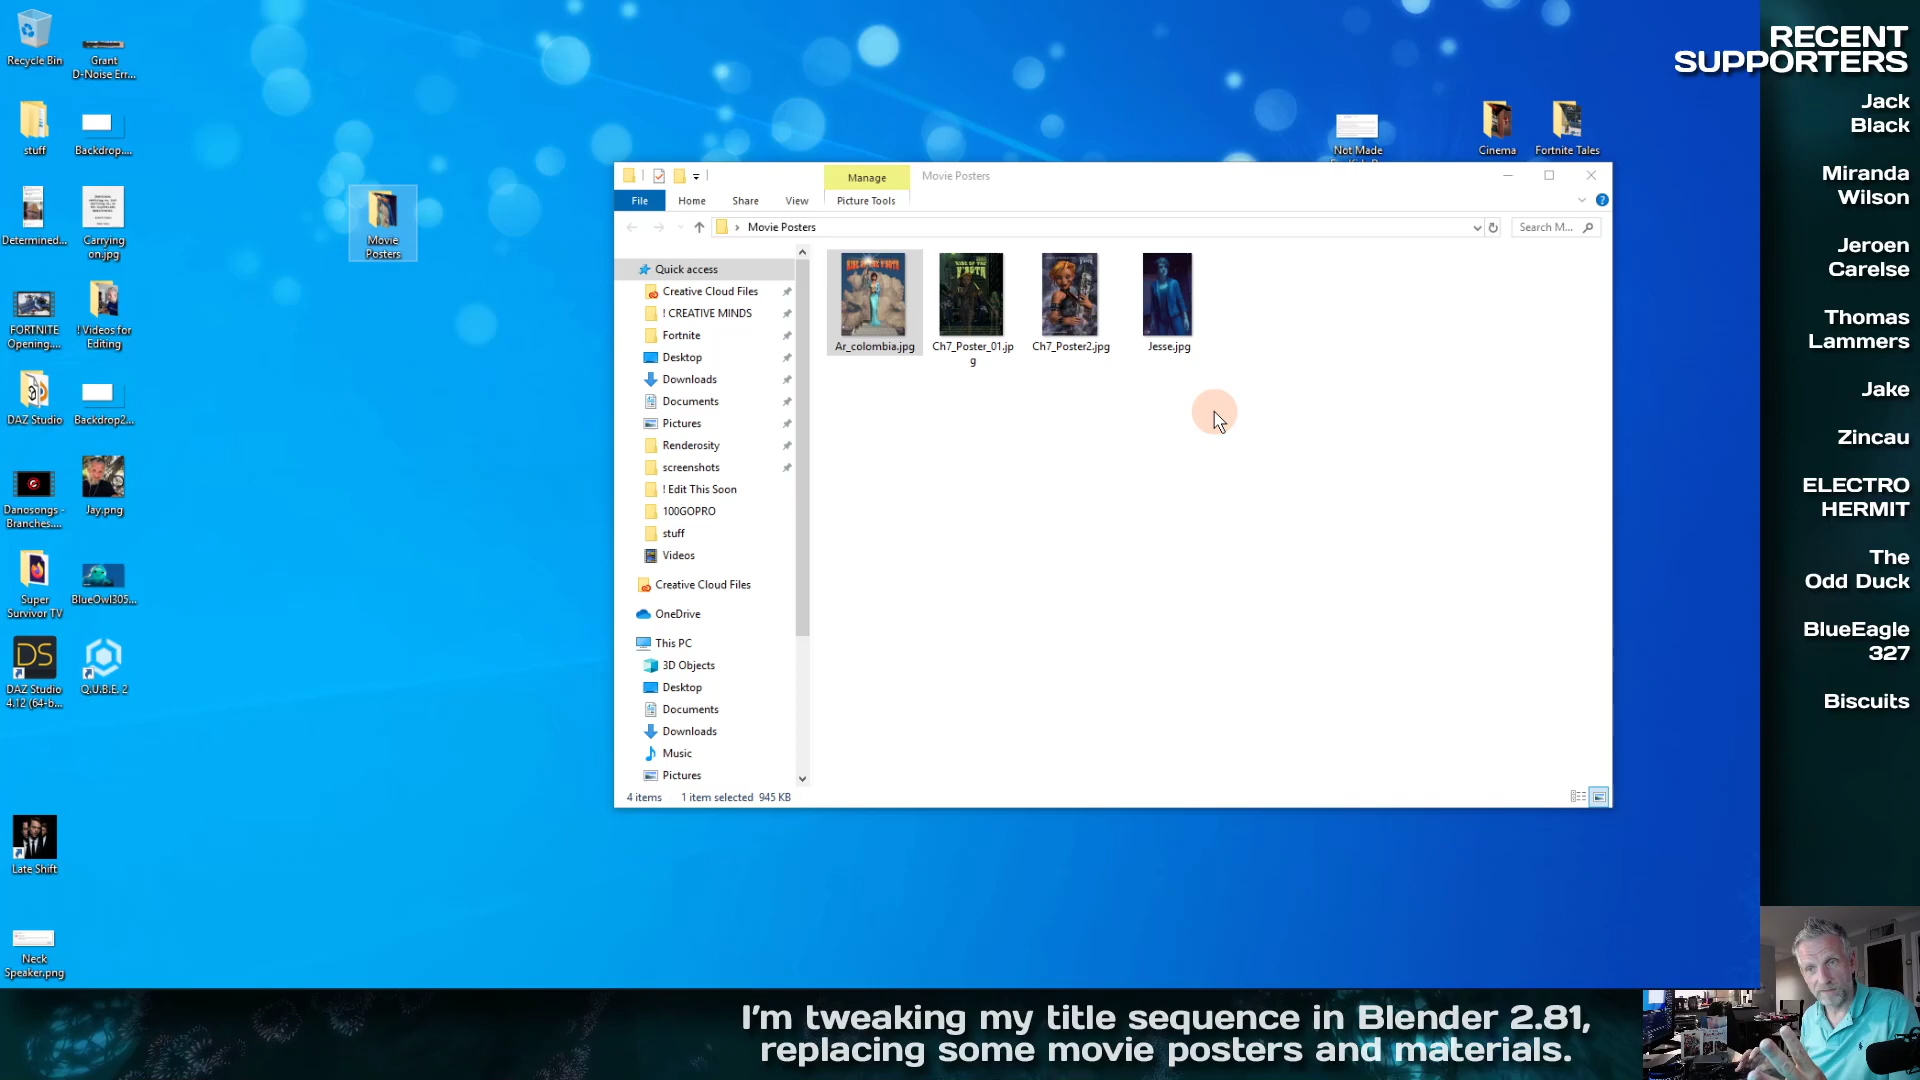 Recycle Bin
Grant
D-Noise Err...
stuff
Backdrop....
Determined...
Carrying
on.jpg
FORTNITE
Opening....
! Videos for
Editing
DAZ Studio
Backdrop2...
Danosongs -
Branches....
Jay.png
Super
Survivor TV
BlueOwl305...
DS
DAZ Studio
4.12 (64-b...
Q.U.B.E. 2
Late Shift
Neck
Speaker.png
Movie
Posters
Not Made
Cinema
Fortnite Tales
Manage
Movie Posters
File
Home
Share
View
Picture Tools
Movie Posters
Search M...
Quick access
Creative Cloud Files
! CREATIVE MINDS
Fortnite
Desktop
Downloads
Documents
Pictures
Renderosity
screenshots
! Edit This Soon
100GOPRO
stuff
Videos
Creative Cloud Files
OneDrive
This PC
3D Objects
Desktop
Documents
Downloads
Music
Pictures
Ar_colombia.jpg
Ch7_Poster_01.jp
g
Ch7_Poster2.jpg
Jesse.jpg
4 items
1 item selected 945 KB
RECENT
SUPPORTERS
Jack
Black
Miranda
Wilson
Jeroen
Carelse
Thomas
Lammers
Jake
Zincau
ELECTRO
HERMIT
The
Odd Duck
BlueEagle
327
Biscuits
I'm tweaking my title sequence in Blender 2.81,
replacing some movie posters and materials.